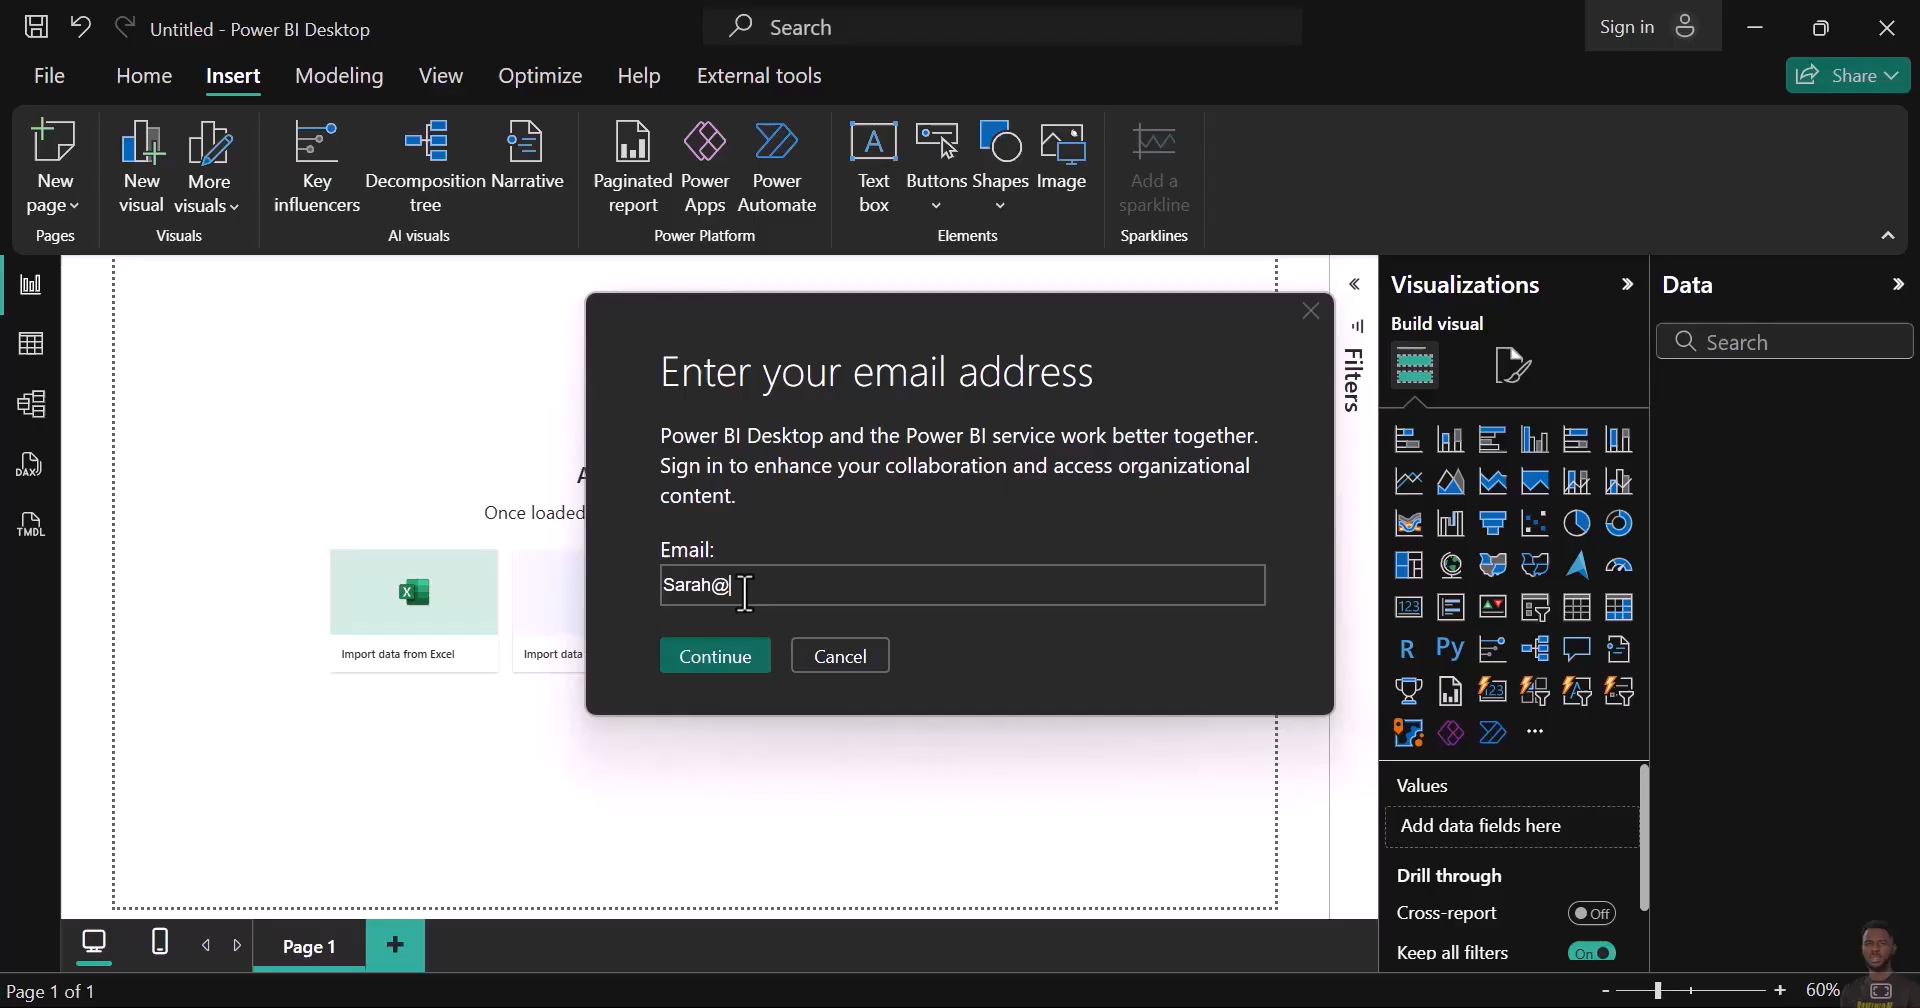 Untitled - Power BI Desktop
Search
Sign in
File Home Insert Modeling View Optimize Help External tools
Share
New page
Pages
New visual
More visuals
Visuals
Key influencers
Decomposition tree
Narrative
AI visuals
Paginated report
Power Apps
Power Automate
Power Platform
Text box
Buttons
Shapes
Image
Elements
Add a sparkline
Sparklines
DAX
TMDL
Once loaded
Import data from Excel
Import data
Enter your email address
Power BI Desktop and the Power BI service work better together.
Sign in to enhance your collaboration and access organizational
content.
Email:
Sarah@
Continue
Cancel
Filters
Visualizations
Build visual
123
R
Py
123
Values
Add data fields here
Drill through
Cross-report
Off
Keep all filters
On
Data
Search
Page 1
Page 1 of 1
- + 60%